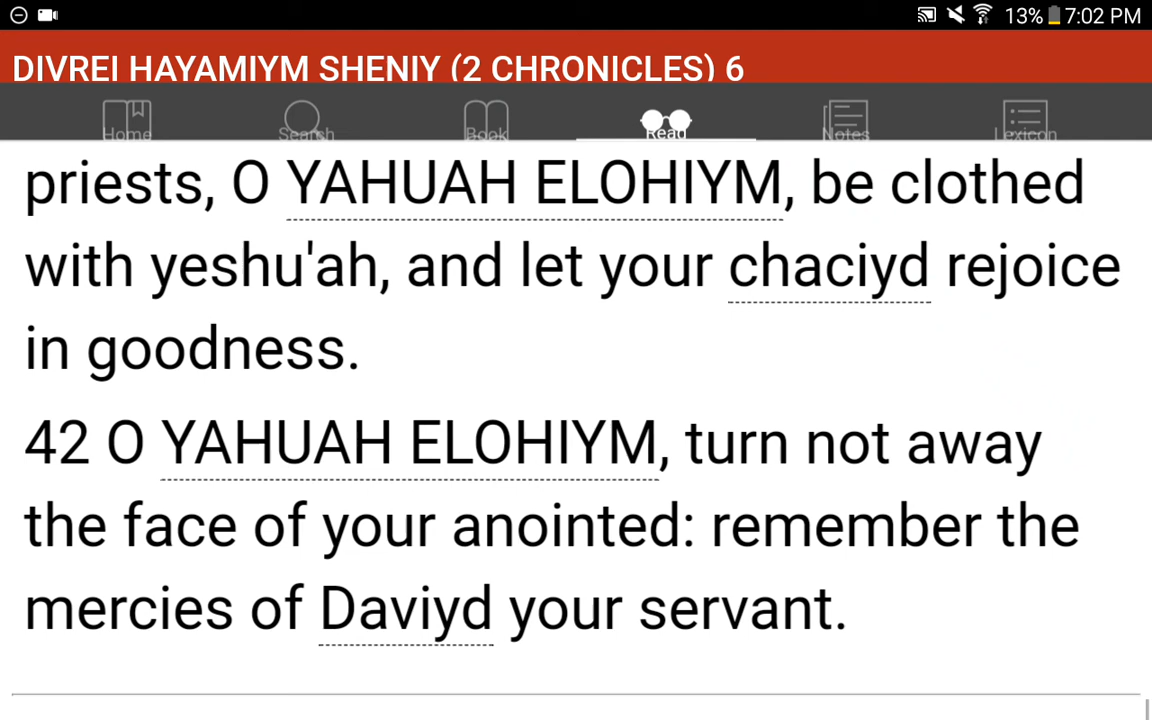 13% 7:02 PM
DIVREI HAYAMIYM SHENIY (2 CHRONICLES) 6
Home Search Book Read Notes Lexicon
priests, O YAHUAH ELOHIYM, be clothed
with yeshu'ah, and let your chaciyd rejoice
in goodness.
42 O YAHUAH ELOHIYM, turn not away
the face of your anointed: remember the
mercies of Daviyd your servant.